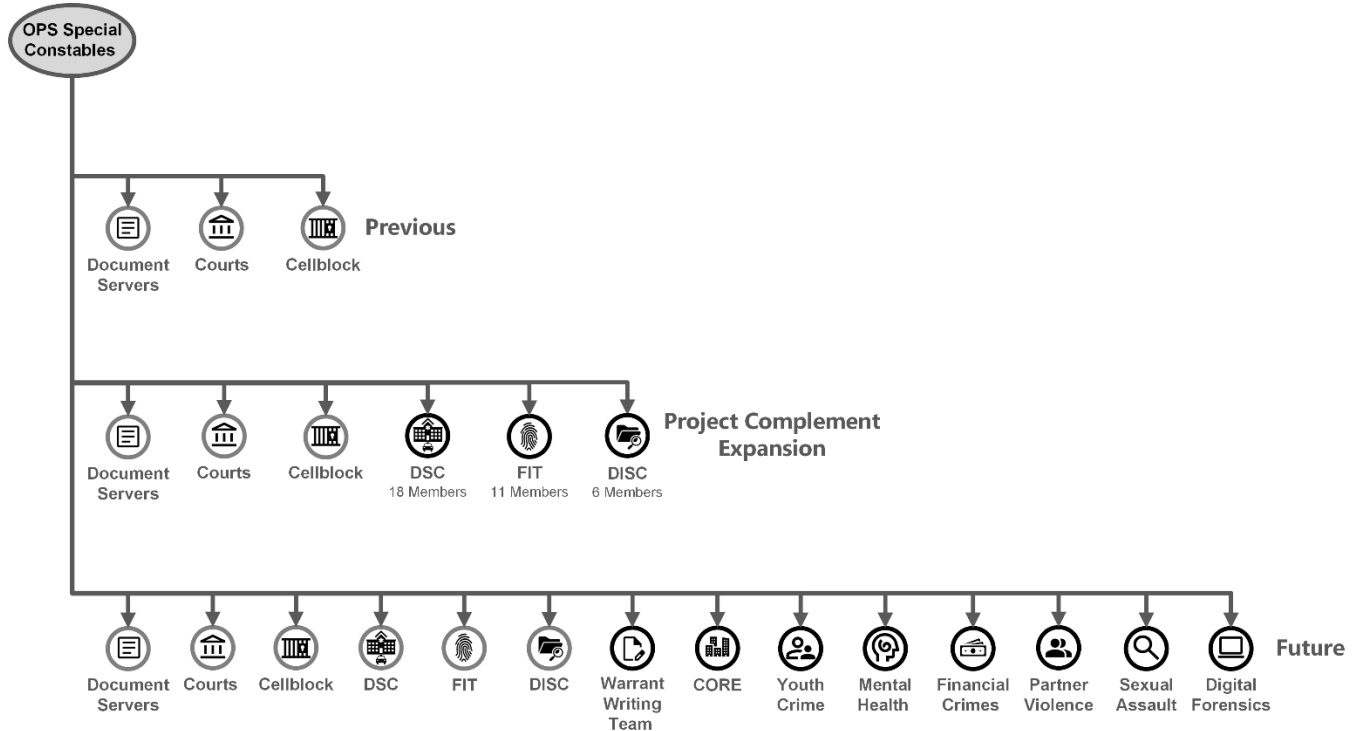 OPS Special
Constables
Previous
Document
Servers
Courts
Cellblock
Project Complement
Expansion
Document
Servers
Courts
Cellblock
DSC
18 Members
FIT
11 Members
DISC
6 Members
Future
Document
Servers
Courts
Cellblock
DSC
FIT
DISC
Warrant
Writing
Team
CORE
Youth
Crime
Mental
Health
Financial
Crimes
Partner
Violence
Sexual
Assault
Digital
Forensics